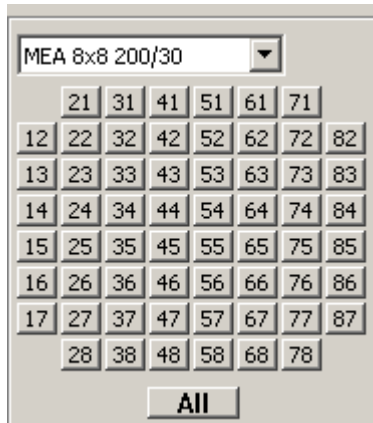 MEA 8x8 200/30
21 31 41 51 61 71
12 22 32 42 52 62 72 82
13 23 33 43 53 63 73 83
14 24 34 44 54 64 74 84
15 25 35 45 55 65 75 85
16 26 36 46 56 66 76 86
17 27 37 47 57 67 77 87
28 38 48 58 68 78
All